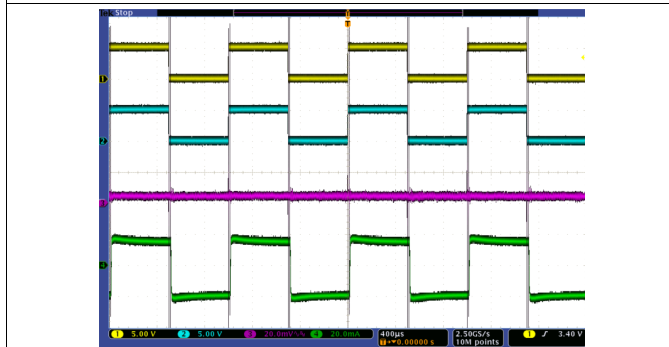 Stop
T
1
2
3
4
1 5.00 V 2 5.00 V 3 20.0mV 4 20.0mA
400µs
0.00000 s
2.50GS/s
10M points
1 3.40 V